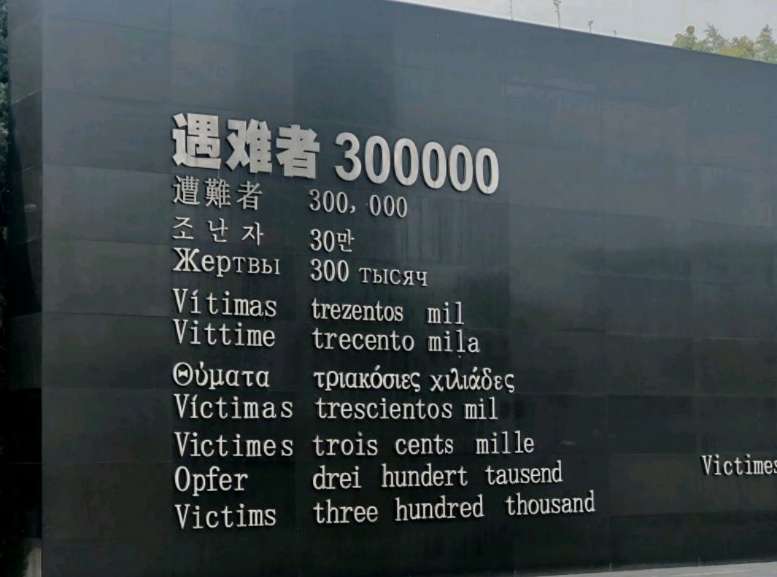 遇难者 300000
遭難者 300, 000
조난자 30만
Жертвы 300 тысяч
Vítimas trezentos mil
Vittime trecento mila
Θύματα τριακόσιες χιλιάδες
Víctimas trescientos mil
Victimes trois cents mille
Opfer drei hundert tausend
Victims three hundred thousand
Victimes